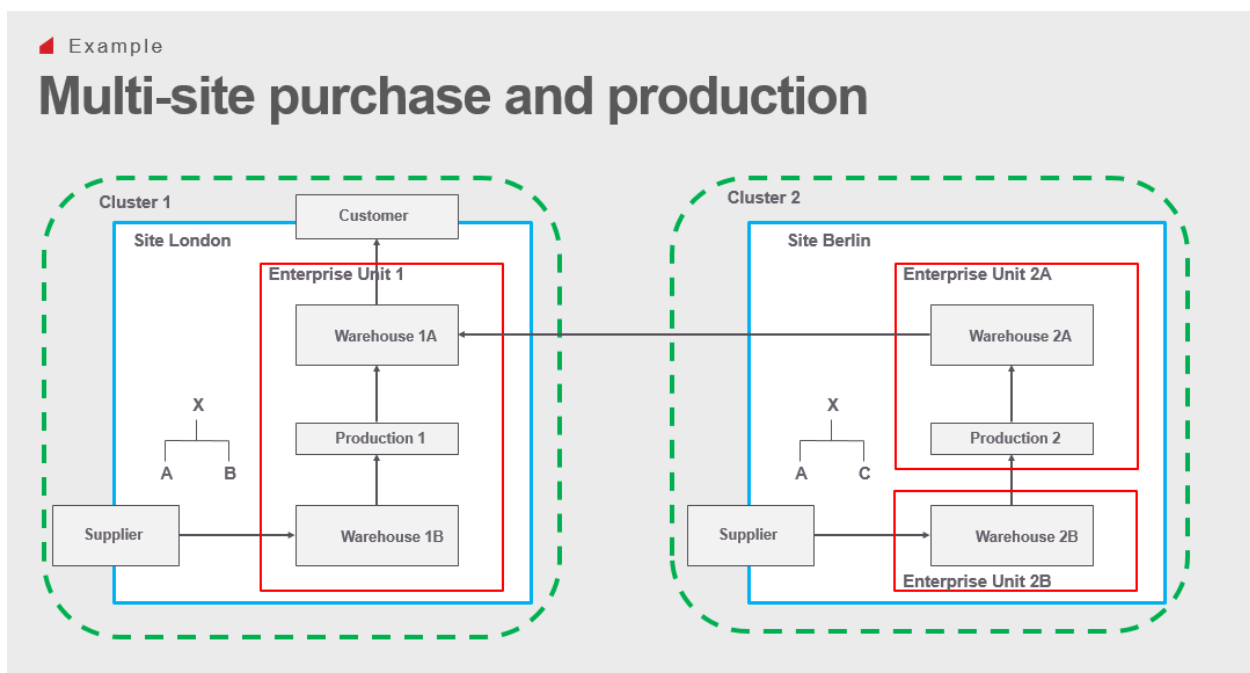 Example
Multi-site purchase and production
Cluster 1
Customer
Site London
Enterprise Unit 1
Warehouse 1A
X
Production 1
A B
Supplier
Warehouse 1B
Cluster 2
Site Berlin
Enterprise Unit 2A
Warehouse 2A
X
Production 2
A C
Supplier
Warehouse 2B
Enterprise Unit 2B